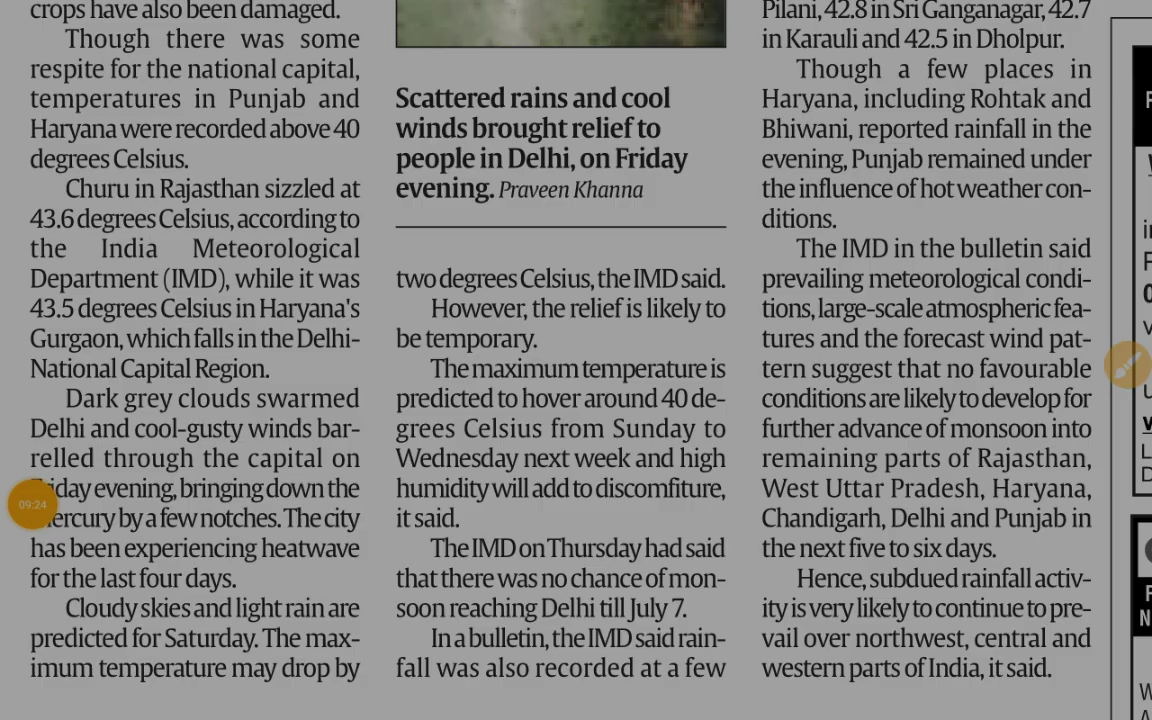 crops have also been damaged.
Though there was some
respite for the national capital,
temperatures in Punjab and
Haryana were recorded above 40
degrees Celsius.
Churu in Rajasthan sizzled at
43.6 degrees Celsius, according to
the India Meteorological
Department (IMD), while it was
43.5 degrees Celsius in Haryana's
Gurgaon, which falls in the Delhi-
National Capital Region.
Dark grey clouds swarmed
Delhi and cool-gusty winds bar-
relled through the capital on
Friday evening, bringing down the
mercury by a few notches. The city
has been experiencing heatwave
for the last four days.
Cloudy skies and light rain are
predicted for Saturday. The max-
imum temperature may drop by
09:24
Scattered rains and cool
winds brought relief to
people in Delhi, on Friday
evening. Praveen Khanna
two degrees Celsius, the IMD said.
However, the relief is likely to
be temporary.
The maximum temperature is
predicted to hover around 40 de-
grees Celsius from Sunday to
Wednesday next week and high
humidity will add to discomfiture,
it said.
The IMD on Thursday had said
that there was no chance of mon-
soon reaching Delhi till July 7.
In a bulletin, the IMD said rain-
fall was also recorded at a few
Pilani, 42.8 in Sri Ganganagar, 42.7
in Karauli and 42.5 in Dholpur.
Though a few places in
Haryana, including Rohtak and
Bhiwani, reported rainfall in the
evening, Punjab remained under
the influence of hot weather con-
ditions.
The IMD in the bulletin said
prevailing meteorological condi-
tions, large-scale atmospheric fea-
tures and the forecast wind pat-
tern suggest that no favourable
conditions are likely to develop for
further advance of monsoon into
remaining parts of Rajasthan,
West Uttar Pradesh, Haryana,
Chandigarh, Delhi and Punjab in
the next five to six days.
Hence, subdued rainfall activ-
ity is very likely to continue to pre-
vail over northwest, central and
western parts of India, it said.